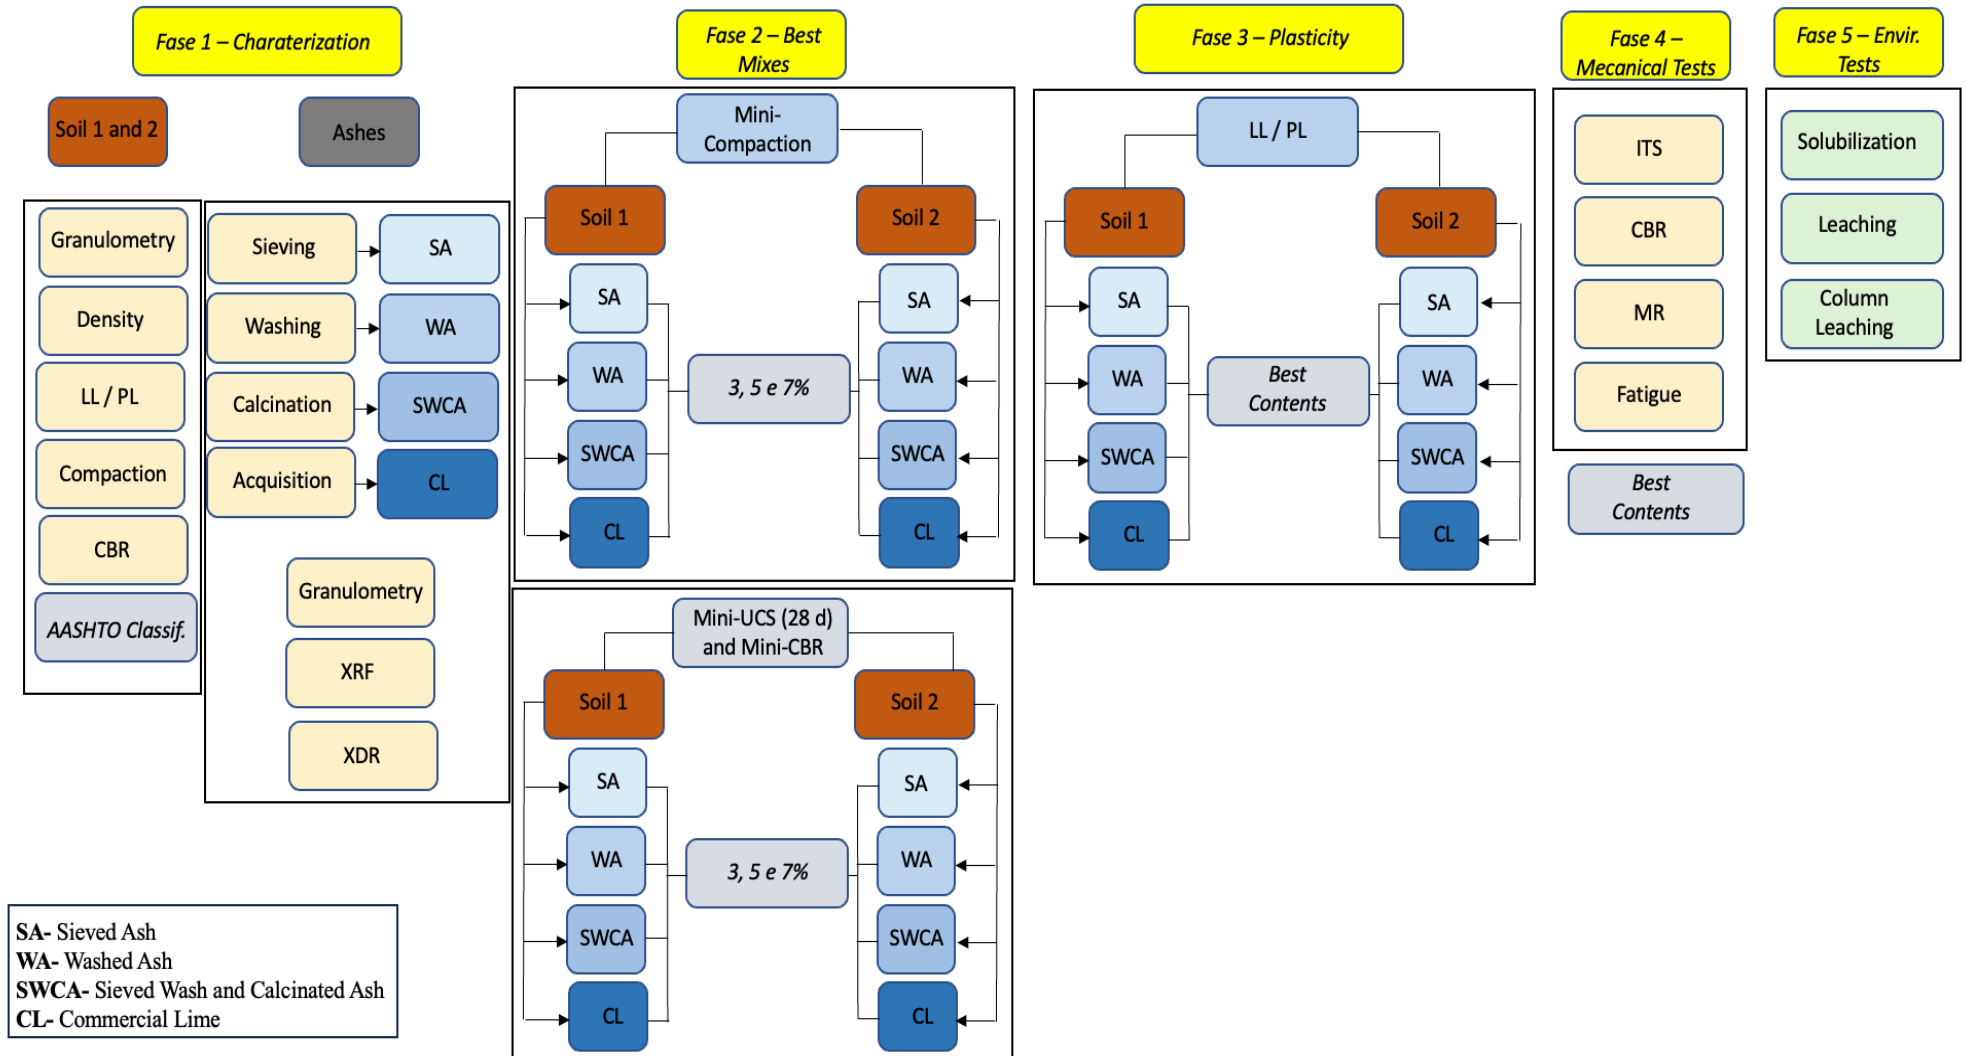 Fase 1 – Charaterization
Soil 1 and 2
Ashes
Granulometry
Density
LL / PL
Compaction
CBR
AASHTO Classif.
Sieving
SA
Washing
WA
Calcination
SWCA
Acquisition
CL
Granulometry
XRF
XDR
Fase 2 – Best
Mixes
Mini-
Compaction
Soil 1
Soil 2
SA
WA
SWCA
CL
3, 5 e 7%
SA
WA
SWCA
CL
Mini-UCS (28 d)
and Mini-CBR
Soil 1
Soil 2
SA
WA
SWCA
CL
3, 5 e 7%
SA
WA
SWCA
CL
Fase 3 – Plasticity
LL / PL
Soil 1
Soil 2
SA
WA
SWCA
CL
Best
Contents
SA
WA
SWCA
CL
Fase 4 –
Mecanical Tests
ITS
CBR
MR
Fatigue
Best
Contents
Fase 5 – Envir.
Tests
Solubilization
Leaching
Column
Leaching
SA- Sieved Ash
WA- Washed Ash
SWCA- Sieved Wash and Calcinated Ash
CL- Commercial Lime